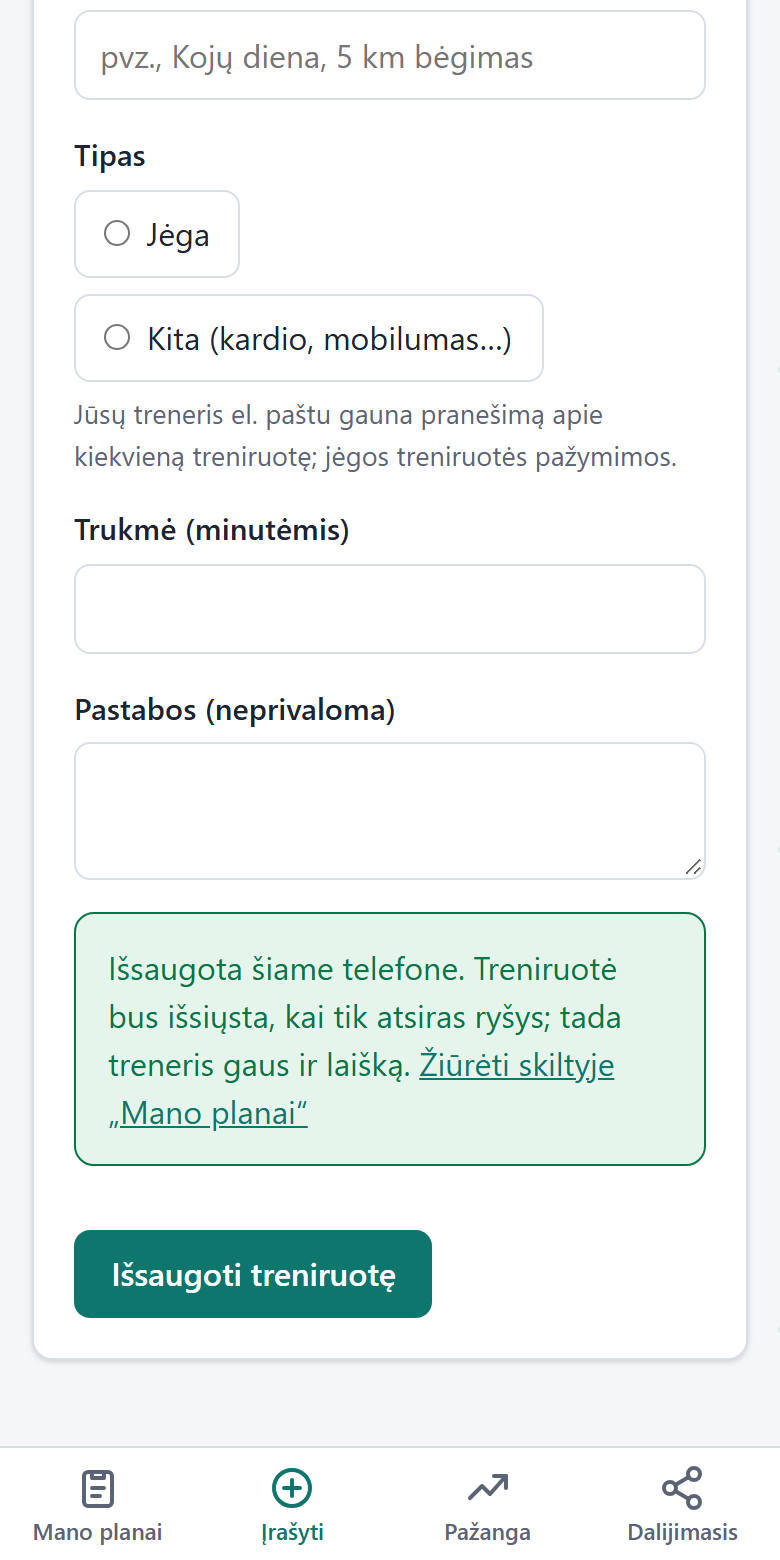 pvz., Kojų diena, 5 km bėgimas
Tipas
Jėga
Kita (kardio, mobilumas...)
Jūsų treneris el. paštu gauna pranešimą apie
kiekvieną treniruotę; jėgos treniruotės pažymimos.
Trukmė (minutėmis)
Pastabos (neprivaloma)
Išsaugota šiame telefone. Treniruotė
bus išsiųsta, kai tik atsiras ryšys; tada
treneris gaus ir laišką. Žiūrėti skiltyje
„Mano planai“
Išsaugoti treniruotę
Mano planai
Įrašyti
Pažanga
Dalijimasis